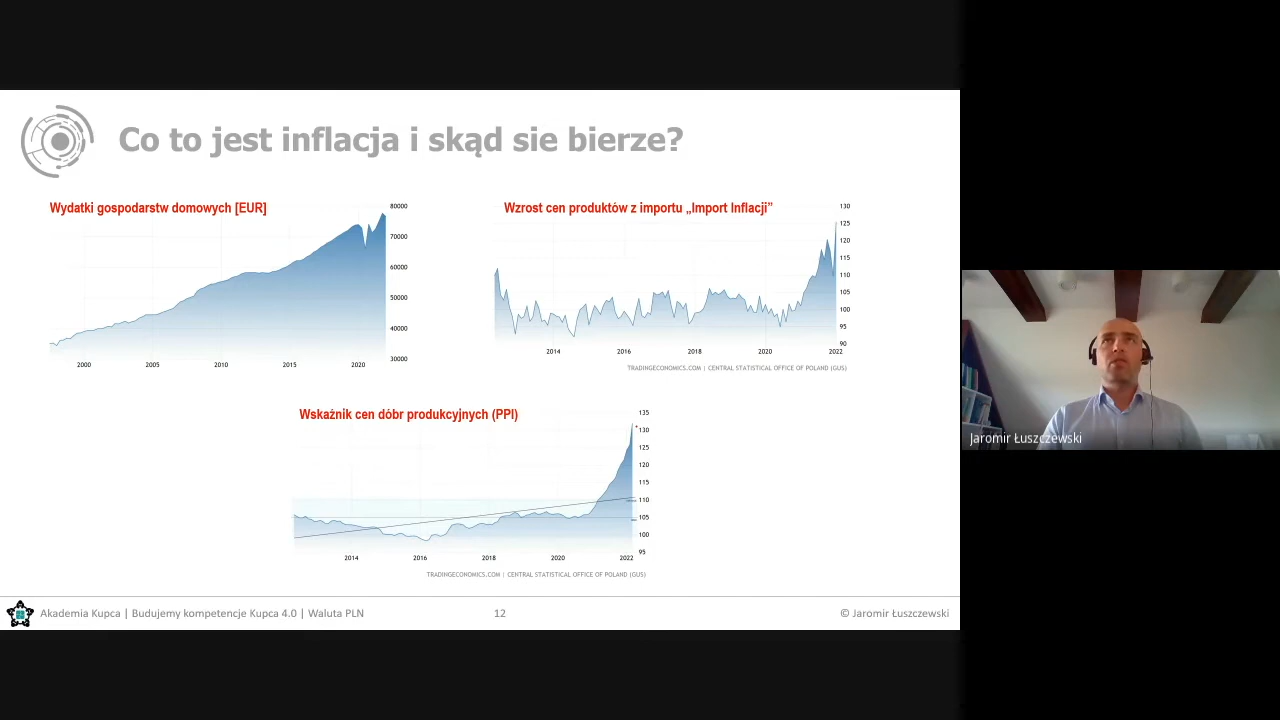 Co to jest inflacja i skąd sie bierze?
Wydatki gospodarstw domowych [EUR]
80000
70000
60000
50000
40000
30000
2000 2005 2010 2015 2020
Wzrost cen produktów z importu „Import Inflacji”
130
125
120
115
110
105
100
95
90
2014 2016 2018 2020 2022
TRADINGECONOMICS.COM | CENTRAL STATISTICAL OFFICE OF POLAND (GUS)
Wskaźnik cen dóbr produkcyjnych (PPI)
135
130
125
120
115
110
105
100
95
2014 2016 2018 2020 2022
TRADINGECONOMICS.COM | CENTRAL STATISTICAL OFFICE OF POLAND (GUS)
Jaromir Łuszczewski
Akademia Kupca | Budujemy kompetencje Kupca 4.0 | Waluta PLN 12 © Jaromir Łuszczewski